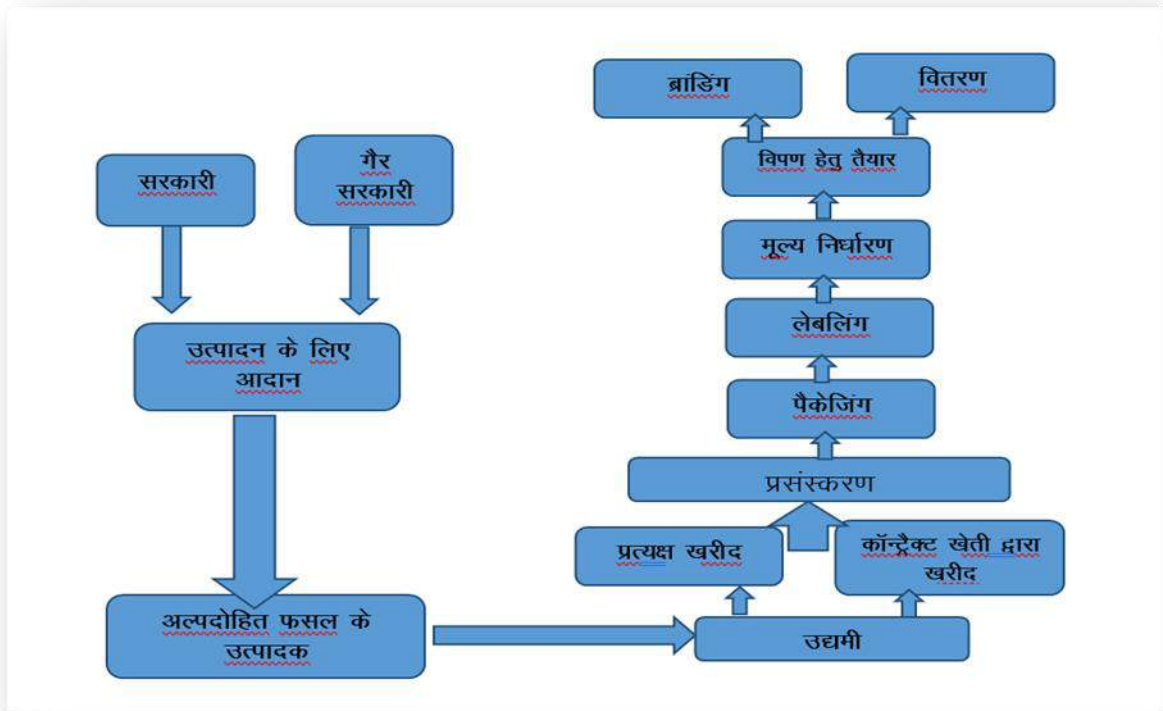 सरकारी
गैर
सरकारी
उत्पादन के लिए
आदान
अल्पदोहित फसल के
उत्पादक
उद्यमी
प्रत्यक्ष खरीद
कॉन्ट्रैक्ट खेती द्वारा
खरीद
प्रसंस्करण
पैकेजिंग
लेबलिंग
मूल्य निर्धारण
विपण हेतु तैयार
ब्रांडिंग
वितरण